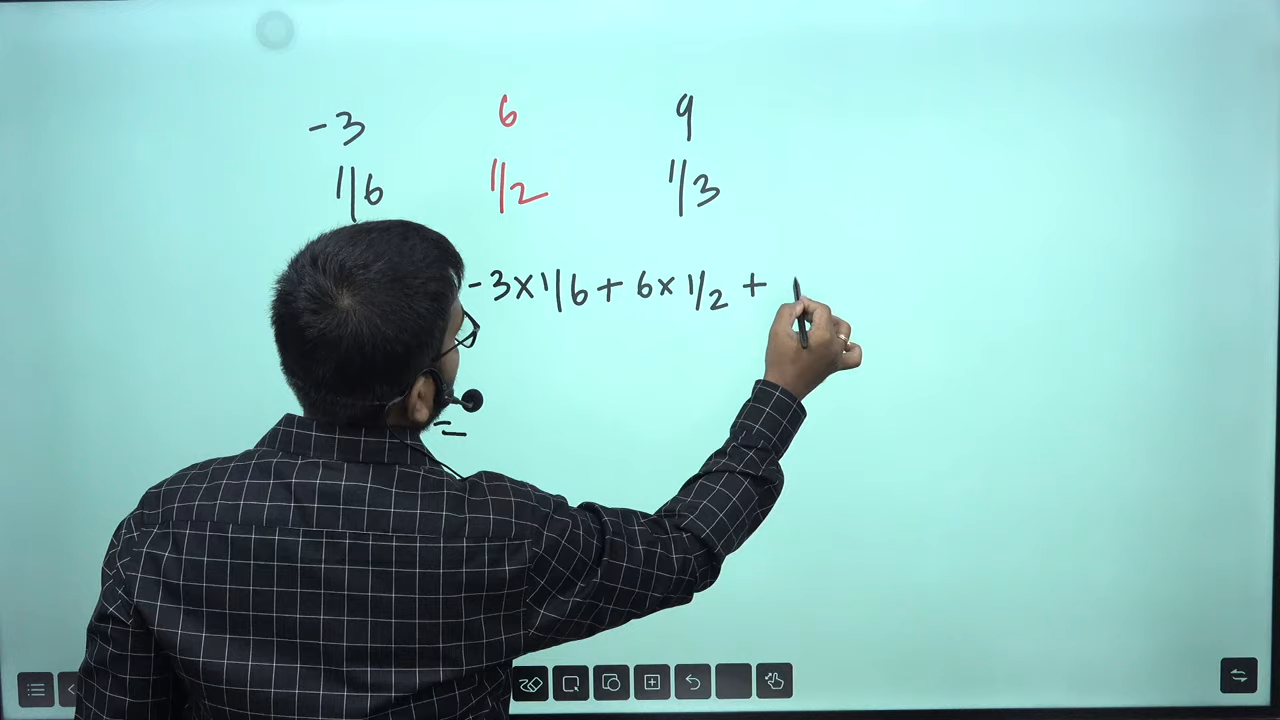 -3 6 9
1/6 1/2 1/3
-3×1/6+6×1/2+
=